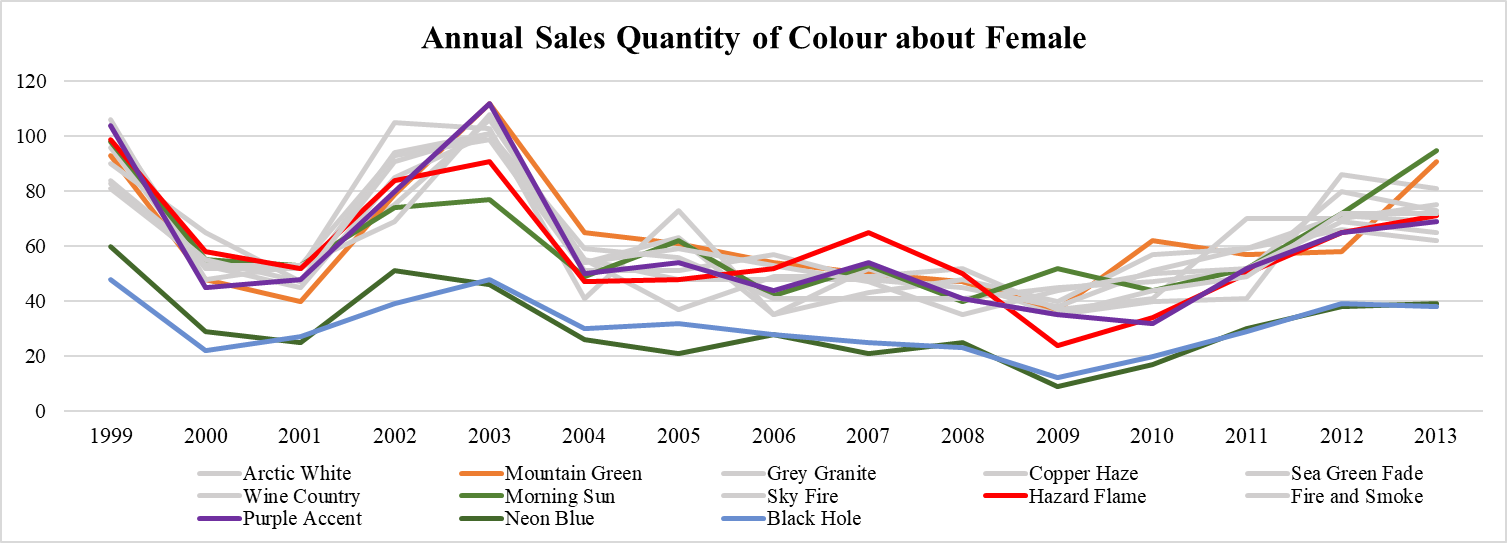 Annual Sales Quantity of Colour about Female
120
100
80
60
40
20
0
1999 2000 2001 2002 2003 2004 2005 2006 2007 2008 2009 2010 2011 2012 2013
Arctic White Mountain Green Grey Granite Copper Haze Sea Green Fade
Wine Country Morning Sun Sky Fire Hazard Flame Fire and Smoke
Purple Accent Neon Blue Black Hole